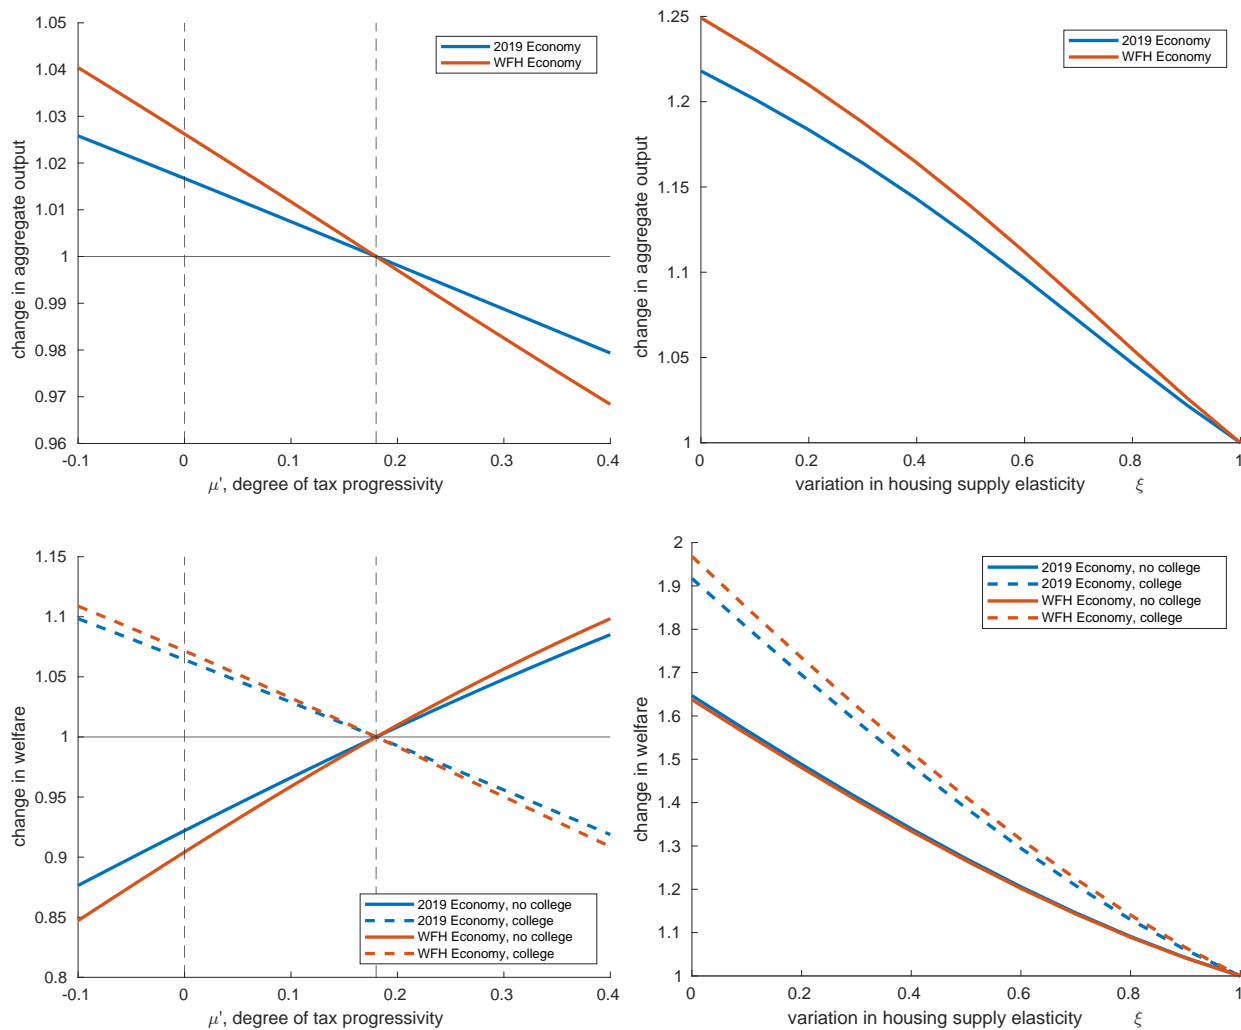 1.05
1.04
1.03
1.02
1.01
1
0.99
0.98
0.97
0.96
-0.1
0
0.1
0.2
0.3
0.4
change in aggregate output
μ', degree of tax progressivity
2019 Economy
WFH Economy
1.25
1.2
1.15
1.1
1.05
1
0
0.2
0.4
0.6
0.8
1
change in aggregate output
variation in housing supply elasticity ξ
2019 Economy
WFH Economy
1.15
1.1
1.05
1
0.95
0.9
0.85
0.8
-0.1
0
0.1
0.2
0.3
0.4
change in welfare
μ', degree of tax progressivity
2019 Economy, no college
2019 Economy, college
WFH Economy, no college
WFH Economy, college
2
1.9
1.8
1.7
1.6
1.5
1.4
1.3
1.2
1.1
1
0
0.2
0.4
0.6
0.8
1
change in welfare
variation in housing supply elasticity ξ
2019 Economy, no college
2019 Economy, college
WFH Economy, no college
WFH Economy, college